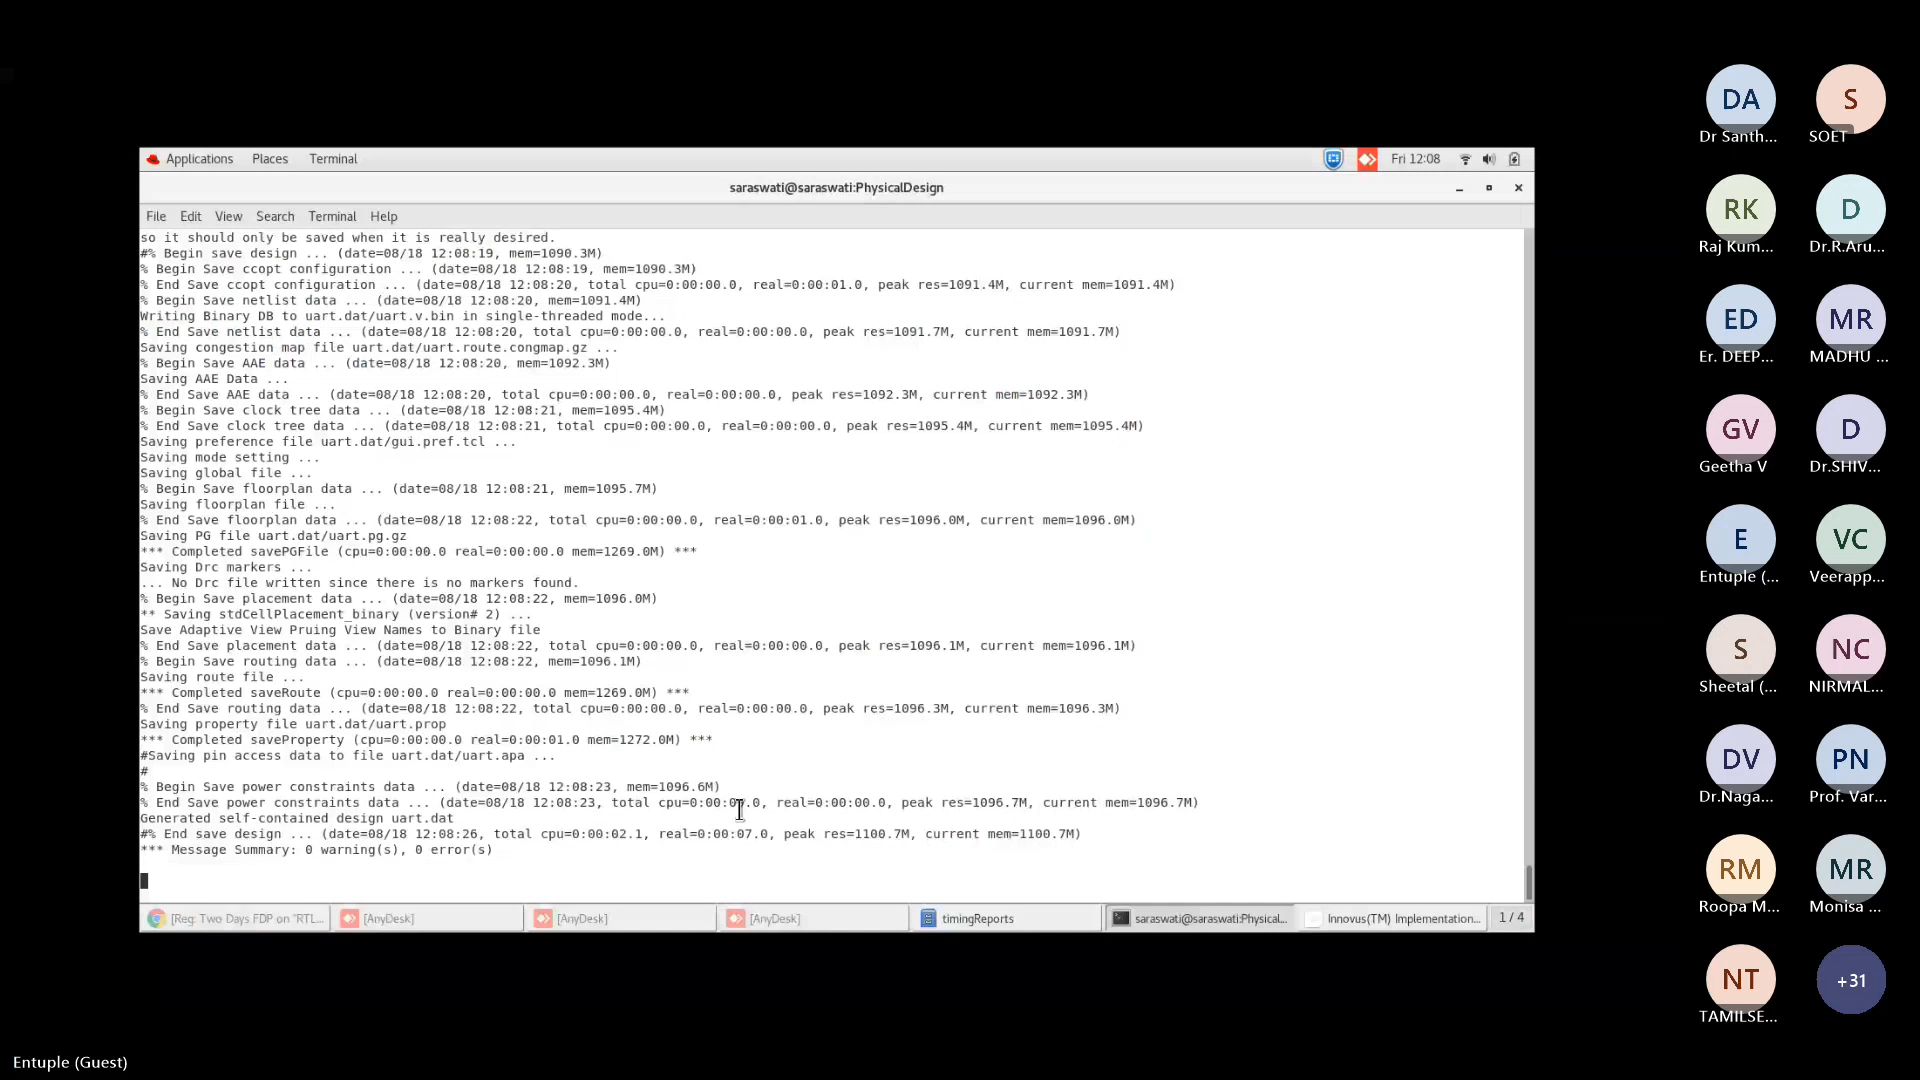 Applications Places Terminal Fri 12:08
saraswati@saraswati:PhysicalDesign
File Edit View Search Terminal Help
so it should only be saved when it is really desired.
#% Begin save design ... (date=08/18 12:08:19, mem=1090.3M)
% Begin Save ccopt configuration ... (date=08/18 12:08:19, mem=1090.3M)
% End Save ccopt configuration ... (date=08/18 12:08:20, total cpu=0:00:00.0, real=0:00:01.0, peak res=1091.4M, current mem=1091.4M)
% Begin Save netlist data ... (date=08/18 12:08:20, mem=1091.4M)
Writing Binary DB to uart.dat/uart.v.bin in single-threaded mode...
% End Save netlist data ... (date=08/18 12:08:20, total cpu=0:00:00.0, real=0:00:00.0, peak res=1091.7M, current mem=1091.7M)
Saving congestion map file uart.dat/uart.route.congmap.gz ...
% Begin Save AAE data ... (date=08/18 12:08:20, mem=1092.3M)
Saving AAE Data ...
% End Save AAE data ... (date=08/18 12:08:20, total cpu=0:00:00.0, real=0:00:00.0, peak res=1092.3M, current mem=1092.3M)
% Begin Save clock tree data ... (date=08/18 12:08:21, mem=1095.4M)
% End Save clock tree data ... (date=08/18 12:08:21, total cpu=0:00:00.0, real=0:00:00.0, peak res=1095.4M, current mem=1095.4M)
Saving preference file uart.dat/gui.pref.tcl ...
Saving mode setting ...
Saving global file ...
% Begin Save floorplan data ... (date=08/18 12:08:21, mem=1095.7M)
Saving floorplan file ...
% End Save floorplan data ... (date=08/18 12:08:22, total cpu=0:00:00.0, real=0:00:01.0, peak res=1096.0M, current mem=1096.0M)
Saving PG file uart.dat/uart.pg.gz
*** Completed savePGFile (cpu=0:00:00.0 real=0:00:00.0 mem=1269.0M) ***
Saving Drc markers ...
... No Drc file written since there is no markers found.
% Begin Save placement data ... (date=08/18 12:08:22, mem=1096.0M)
** Saving stdCellPlacement_binary (version# 2) ...
Save Adaptive View Pruing View Names to Binary file
% End Save placement data ... (date=08/18 12:08:22, total cpu=0:00:00.0, real=0:00:00.0, peak res=1096.1M, current mem=1096.1M)
% Begin Save routing data ... (date=08/18 12:08:22, mem=1096.1M)
Saving route file ...
*** Completed saveRoute (cpu=0:00:00.0 real=0:00:00.0 mem=1269.0M) ***
% End Save routing data ... (date=08/18 12:08:22, total cpu=0:00:00.0, real=0:00:00.0, peak res=1096.3M, current mem=1096.3M)
Saving property file uart.dat/uart.prop
*** Completed saveProperty (cpu=0:00:00.0 real=0:00:01.0 mem=1272.0M) ***
#Saving pin access data to file uart.dat/uart.apa ...
#
% Begin Save power constraints data ... (date=08/18 12:08:23, mem=1096.6M)
% End Save power constraints data ... (date=08/18 12:08:23, total cpu=0:00:00.0, real=0:00:00.0, peak res=1096.7M, current mem=1096.7M)
Generated self-contained design uart.dat
#% End save design ... (date=08/18 12:08:26, total cpu=0:00:02.1, real=0:00:07.0, peak res=1100.7M, current mem=1100.7M)
*** Message Summary: 0 warning(s), 0 error(s)
[Reg: Two Days FDP on "RTL... [AnyDesk] [AnyDesk] [AnyDesk] timingReports saraswati@saraswati:Physical... Innovus(TM) Implementation... 1 / 4
DA S
Dr Santh... SOET
RK D
Raj Kum... Dr.R.Aru...
ED MR
Er. DEEP... MADHU ...
GV D
Geetha V Dr.SHIV...
E VC
Entuple (... Veerapp...
S NC
Sheetal (... NIRMAL...
DV PN
Dr.Naga... Prof. Var...
RM MR
Roopa M... Monisa ...
NT +31
TAMILSE...
Entuple (Guest)